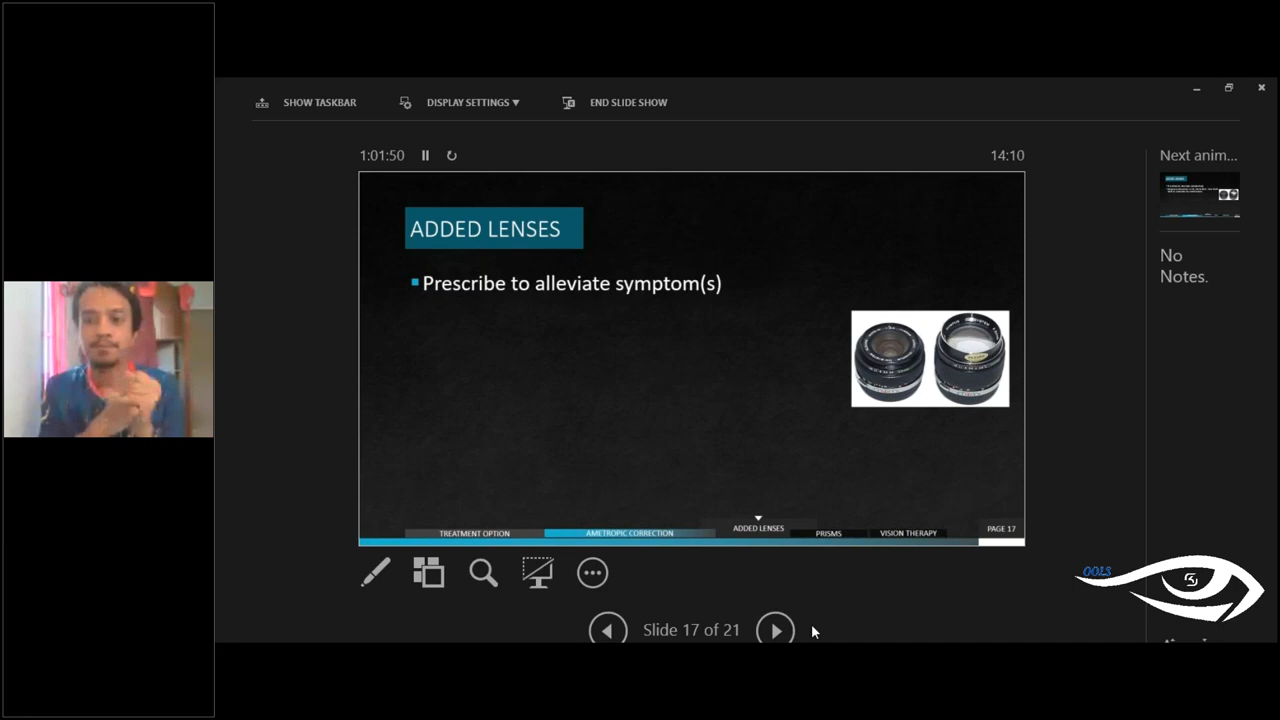 SHOW TASKBAR
DISPLAY SETTINGS ▼
END SLIDE SHOW
1:01:50
14:10
Next anim...
ADDED LENSES
Prescribe to alleviate symptom(s)
No
Notes.
TREATMENT OPTION
AMETROPIC CORRECTION
ADDED LENSES
PRISMS
VISION THERAPY
PAGE 17
OOLS
Slide 17 of 21